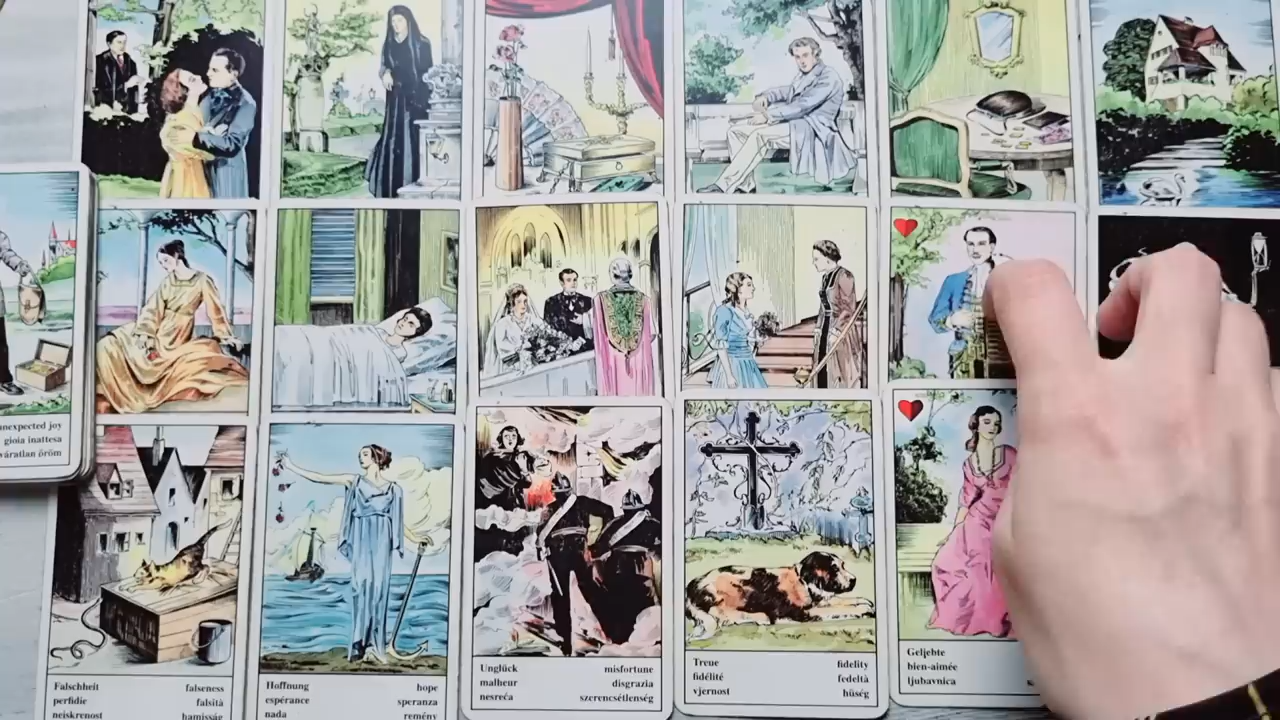 unexpected joy
gioia inattesa
váratlan öröm
Falschheit falseness
perfidie falsità
neiskrenost hamisság
Hoffnung hope
espérance speranza
nada remény
Unglück misfortune
malheur disgrazia
nesreća szerencsétlenség
Treue fidelity
fidélité fedeltà
vjernost hűség
Geljebte
bien-aimée
ljubavnica